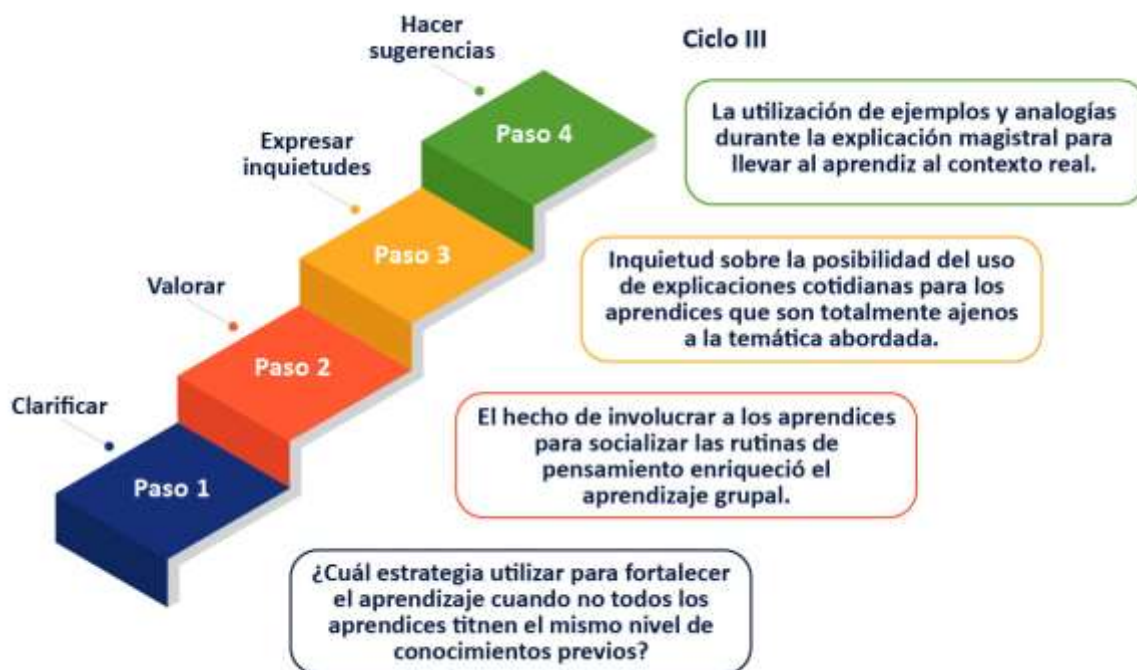 Ciclo III
Hacer
sugerencias
Paso 4
La utilización de ejemplos y analogías
durante la explicación magistral para
llevar al aprendiz al contexto real.
Expresar
inquietudes
Paso 3
Inquietud sobre la posibilidad del uso
de explicaciones cotidianas para los
aprendices que son totalmente ajenos
a la temática abordada.
Valorar
Paso 2
El hecho de involucrar a los aprendices
para socializar las rutinas de
pensamiento enriqueció el
aprendizaje grupal.
Clarificar
Paso 1
¿Cuál estrategia utilizar para fortalecer
el aprendizaje cuando no todos los
aprendices titnen el mismo nivel de
conocimientos previos?